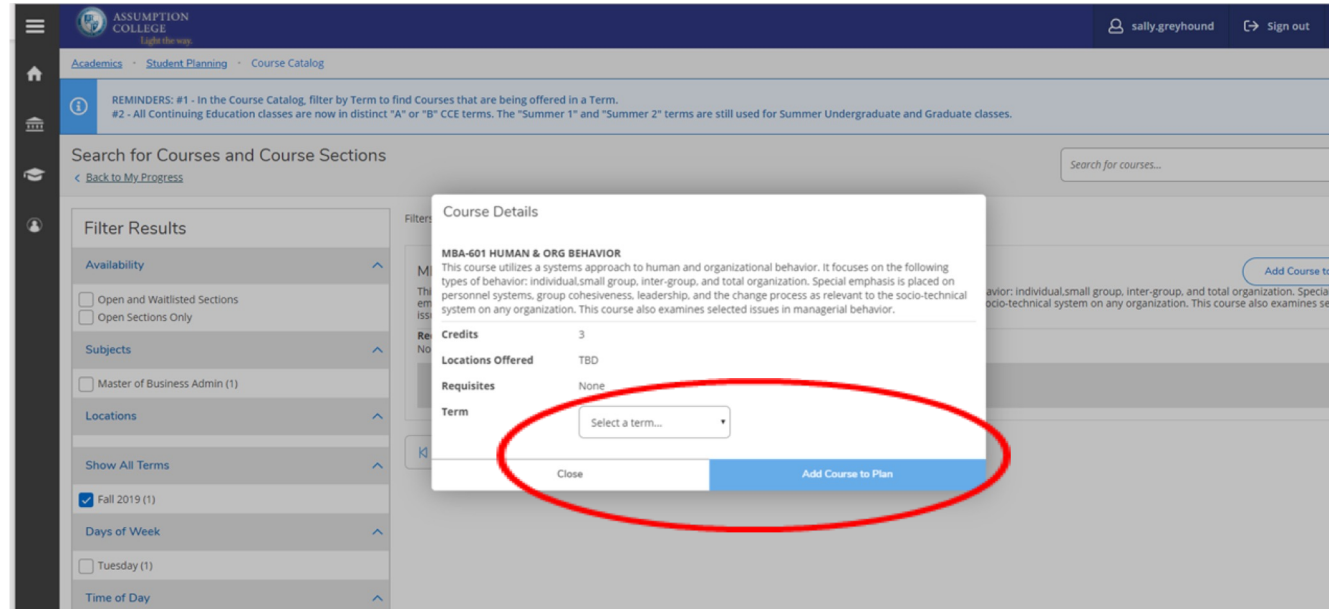 ASSUMPTION
COLLEGE
Light the way.
sally.greyhound
Sign out
Academics · Student Planning · Course Catalog
REMINDERS: #1 - In the Course Catalog, filter by Term to find Courses that are being offered in a Term.
#2 - All Continuing Education classes are now in distinct "A" or "B" CCE terms. The "Summer 1" and "Summer 2" terms are still used for Summer Undergraduate and Graduate classes.
Search for Courses and Course Sections
< Back to My Progress
Search for courses...
Filter Results
Availability
Open and Waitlisted Sections
Open Sections Only
Subjects
Master of Business Admin (1)
Locations
Show All Terms
Fall 2019 (1)
Days of Week
Tuesday (1)
Time of Day
Filters
Course Details
MBA-601 HUMAN & ORG BEHAVIOR
This course utilizes a systems approach to human and organizational behavior. It focuses on the following
types of behavior: individual,small group, inter-group, and total organization. Special emphasis is placed on
personnel systems, group cohesiveness, leadership, and the change process as relevant to the socio-technical
system on any organization. This course also examines selected issues in managerial behavior.
Credits 3
Locations Offered TBD
Requisites None
Term Select a term...
Close
Add Course to Plan
Add Course to
avior: individual,small group, inter-group, and total organization. Specia
ocio-technical system on any organization. This course also examines se